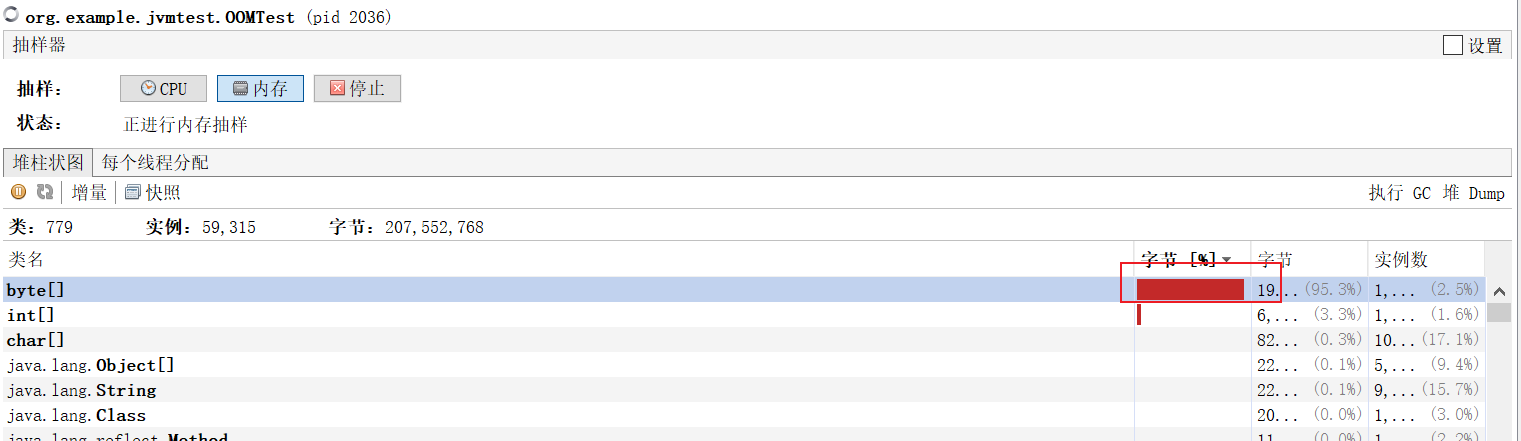 org.example.jvmtest.OOMTest (pid 2036)
抽样器 设置
抽样： CPU 内存 停止
状态： 正进行内存抽样
堆柱状图 每个线程分配
增量 快照 执行 GC 堆 Dump
类：779 实例：59,315 字节：207,552,768
类名 字节 [%] 字节 实例数
byte[] 19... (95.3%) 1,... (2.5%)
int[] 6,... (3.3%) 1,... (1.6%)
char[] 82... (0.3%) 10... (17.1%)
java.lang.Object[] 22... (0.1%) 5,... (9.4%)
java.lang.String 22... (0.1%) 9,... (15.7%)
java.lang.Class 20... (0.0%) 1,... (3.0%)
java.lang.reflect.Method 11... (0.0%) 1... (2.2%)